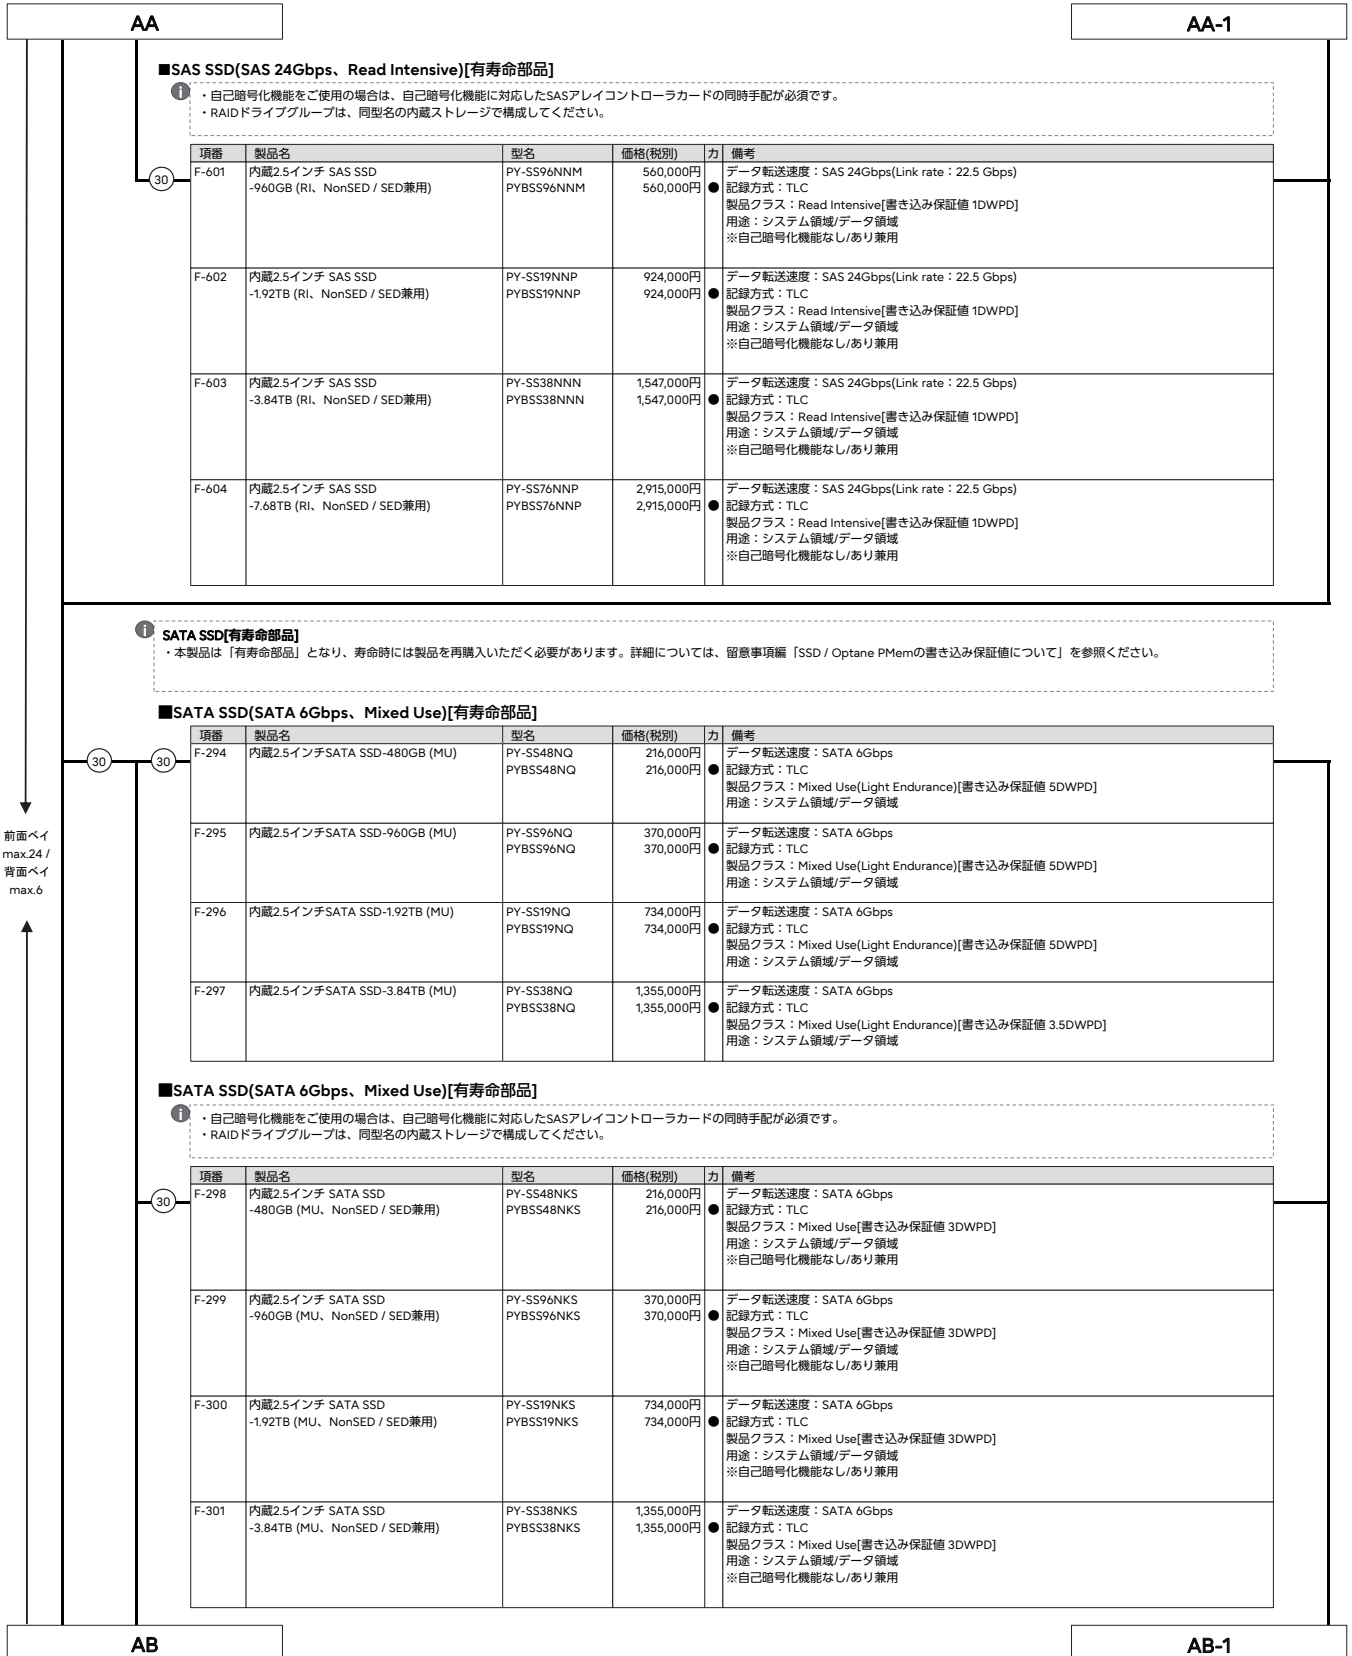 AA
AA-1
■SAS SSD(SAS 24Gbps、Read Intensive)[有寿命部品]
・自己暗号化機能をご使用の場合は、自己暗号化機能に対応したSASアレイコントローラカードの同時手配が必須です。
・RAIDドライブグループは、同型名の内蔵ストレージで構成してください。
項番 製品名 型名 価格(税別) カ 備考
30
F-601 内蔵2.5インチ SAS SSD PY-SS96NNM 560,000円 データ転送速度：SAS 24Gbps(Link rate：22.5 Gbps)
-960GB (RI、NonSED / SED兼用) PYBSS96NNM 560,000円 ● 記録方式：TLC
製品クラス：Read Intensive[書き込み保証値 1DWPD]
用途：システム領域/データ領域
※自己暗号化機能なし/あり兼用
F-602 内蔵2.5インチ SAS SSD PY-SS19NNP 924,000円 データ転送速度：SAS 24Gbps(Link rate：22.5 Gbps)
-1.92TB (RI、NonSED / SED兼用) PYBSS19NNP 924,000円 ● 記録方式：TLC
製品クラス：Read Intensive[書き込み保証値 1DWPD]
用途：システム領域/データ領域
※自己暗号化機能なし/あり兼用
F-603 内蔵2.5インチ SAS SSD PY-SS38NNN 1,547,000円 データ転送速度：SAS 24Gbps(Link rate：22.5 Gbps)
-3.84TB (RI、NonSED / SED兼用) PYBSS38NNN 1,547,000円 ● 記録方式：TLC
製品クラス：Read Intensive[書き込み保証値 1DWPD]
用途：システム領域/データ領域
※自己暗号化機能なし/あり兼用
F-604 内蔵2.5インチ SAS SSD PY-SS76NNP 2,915,000円 データ転送速度：SAS 24Gbps(Link rate：22.5 Gbps)
-7.68TB (RI、NonSED / SED兼用) PYBSS76NNP 2,915,000円 ● 記録方式：TLC
製品クラス：Read Intensive[書き込み保証値 1DWPD]
用途：システム領域/データ領域
※自己暗号化機能なし/あり兼用
SATA SSD[有寿命部品]
・本製品は「有寿命部品」となり、寿命時には製品を再購入いただく必要があります。詳細については、留意事項編「SSD / Optane PMemの書き込み保証値について」を参照ください。
■SATA SSD(SATA 6Gbps、Mixed Use)[有寿命部品]
項番 製品名 型名 価格(税別) カ 備考
30 30
F-294 内蔵2.5インチSATA SSD-480GB (MU) PY-SS48NQ 216,000円 データ転送速度：SATA 6Gbps
PYBSS48NQ 216,000円 ● 記録方式：TLC
製品クラス：Mixed Use(Light Endurance)[書き込み保証値 5DWPD]
用途：システム領域/データ領域
F-295 内蔵2.5インチSATA SSD-960GB (MU) PY-SS96NQ 370,000円 データ転送速度：SATA 6Gbps
PYBSS96NQ 370,000円 ● 記録方式：TLC
製品クラス：Mixed Use(Light Endurance)[書き込み保証値 5DWPD]
用途：システム領域/データ領域
前面ベイ
max.24 /
背面ベイ
max.6
F-296 内蔵2.5インチSATA SSD-1.92TB (MU) PY-SS19NQ 734,000円 データ転送速度：SATA 6Gbps
PYBSS19NQ 734,000円 ● 記録方式：TLC
製品クラス：Mixed Use(Light Endurance)[書き込み保証値 5DWPD]
用途：システム領域/データ領域
F-297 内蔵2.5インチSATA SSD-3.84TB (MU) PY-SS38NQ 1,355,000円 データ転送速度：SATA 6Gbps
PYBSS38NQ 1,355,000円 ● 記録方式：TLC
製品クラス：Mixed Use(Light Endurance)[書き込み保証値 3.5DWPD]
用途：システム領域/データ領域
■SATA SSD(SATA 6Gbps、Mixed Use)[有寿命部品]
・自己暗号化機能をご使用の場合は、自己暗号化機能に対応したSASアレイコントローラカードの同時手配が必須です。
・RAIDドライブグループは、同型名の内蔵ストレージで構成してください。
項番 製品名 型名 価格(税別) カ 備考
30
F-298 内蔵2.5インチ SATA SSD PY-SS48NKS 216,000円 データ転送速度：SATA 6Gbps
-480GB (MU、NonSED / SED兼用) PYBSS48NKS 216,000円 ● 記録方式：TLC
製品クラス：Mixed Use[書き込み保証値 3DWPD]
用途：システム領域/データ領域
※自己暗号化機能なし/あり兼用
F-299 内蔵2.5インチ SATA SSD PY-SS96NKS 370,000円 データ転送速度：SATA 6Gbps
-960GB (MU、NonSED / SED兼用) PYBSS96NKS 370,000円 ● 記録方式：TLC
製品クラス：Mixed Use[書き込み保証値 3DWPD]
用途：システム領域/データ領域
※自己暗号化機能なし/あり兼用
F-300 内蔵2.5インチ SATA SSD PY-SS19NKS 734,000円 データ転送速度：SATA 6Gbps
-1.92TB (MU、NonSED / SED兼用) PYBSS19NKS 734,000円 ● 記録方式：TLC
製品クラス：Mixed Use[書き込み保証値 3DWPD]
用途：システム領域/データ領域
※自己暗号化機能なし/あり兼用
F-301 内蔵2.5インチ SATA SSD PY-SS38NKS 1,355,000円 データ転送速度：SATA 6Gbps
-3.84TB (MU、NonSED / SED兼用) PYBSS38NKS 1,355,000円 ● 記録方式：TLC
製品クラス：Mixed Use[書き込み保証値 3DWPD]
用途：システム領域/データ領域
※自己暗号化機能なし/あり兼用
AB
AB-1